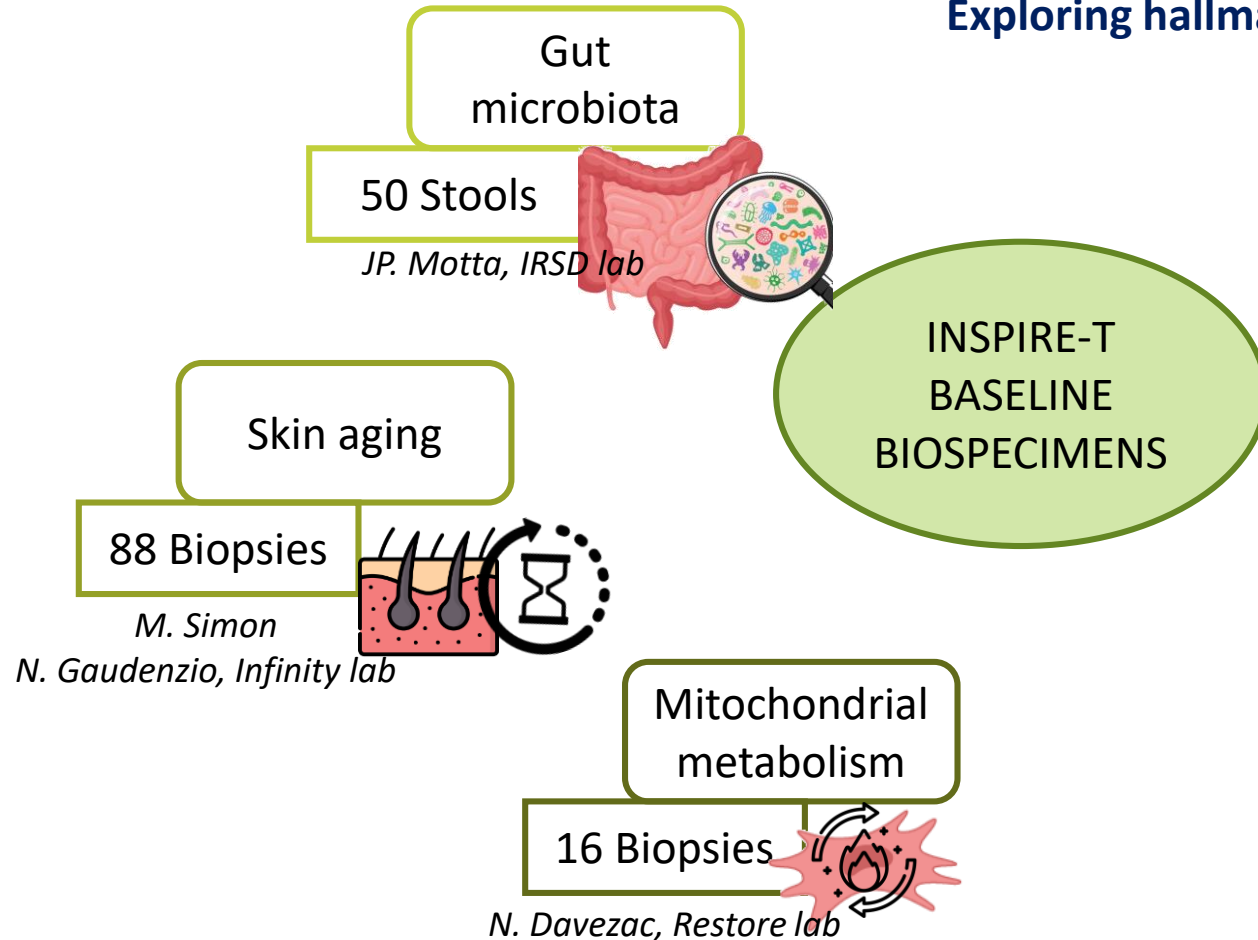 Exploring hallma
Gut
microbiota
50 Stools
JP. Motta, IRSD lab
INSPIRE-T
BASELINE
BIOSPECIMENS
Skin aging
88 Biopsies
M. Simon
N. Gaudenzio, Infinity lab
Mitochondrial
metabolism
16 Biopsies
N. Davezac, Restore lab